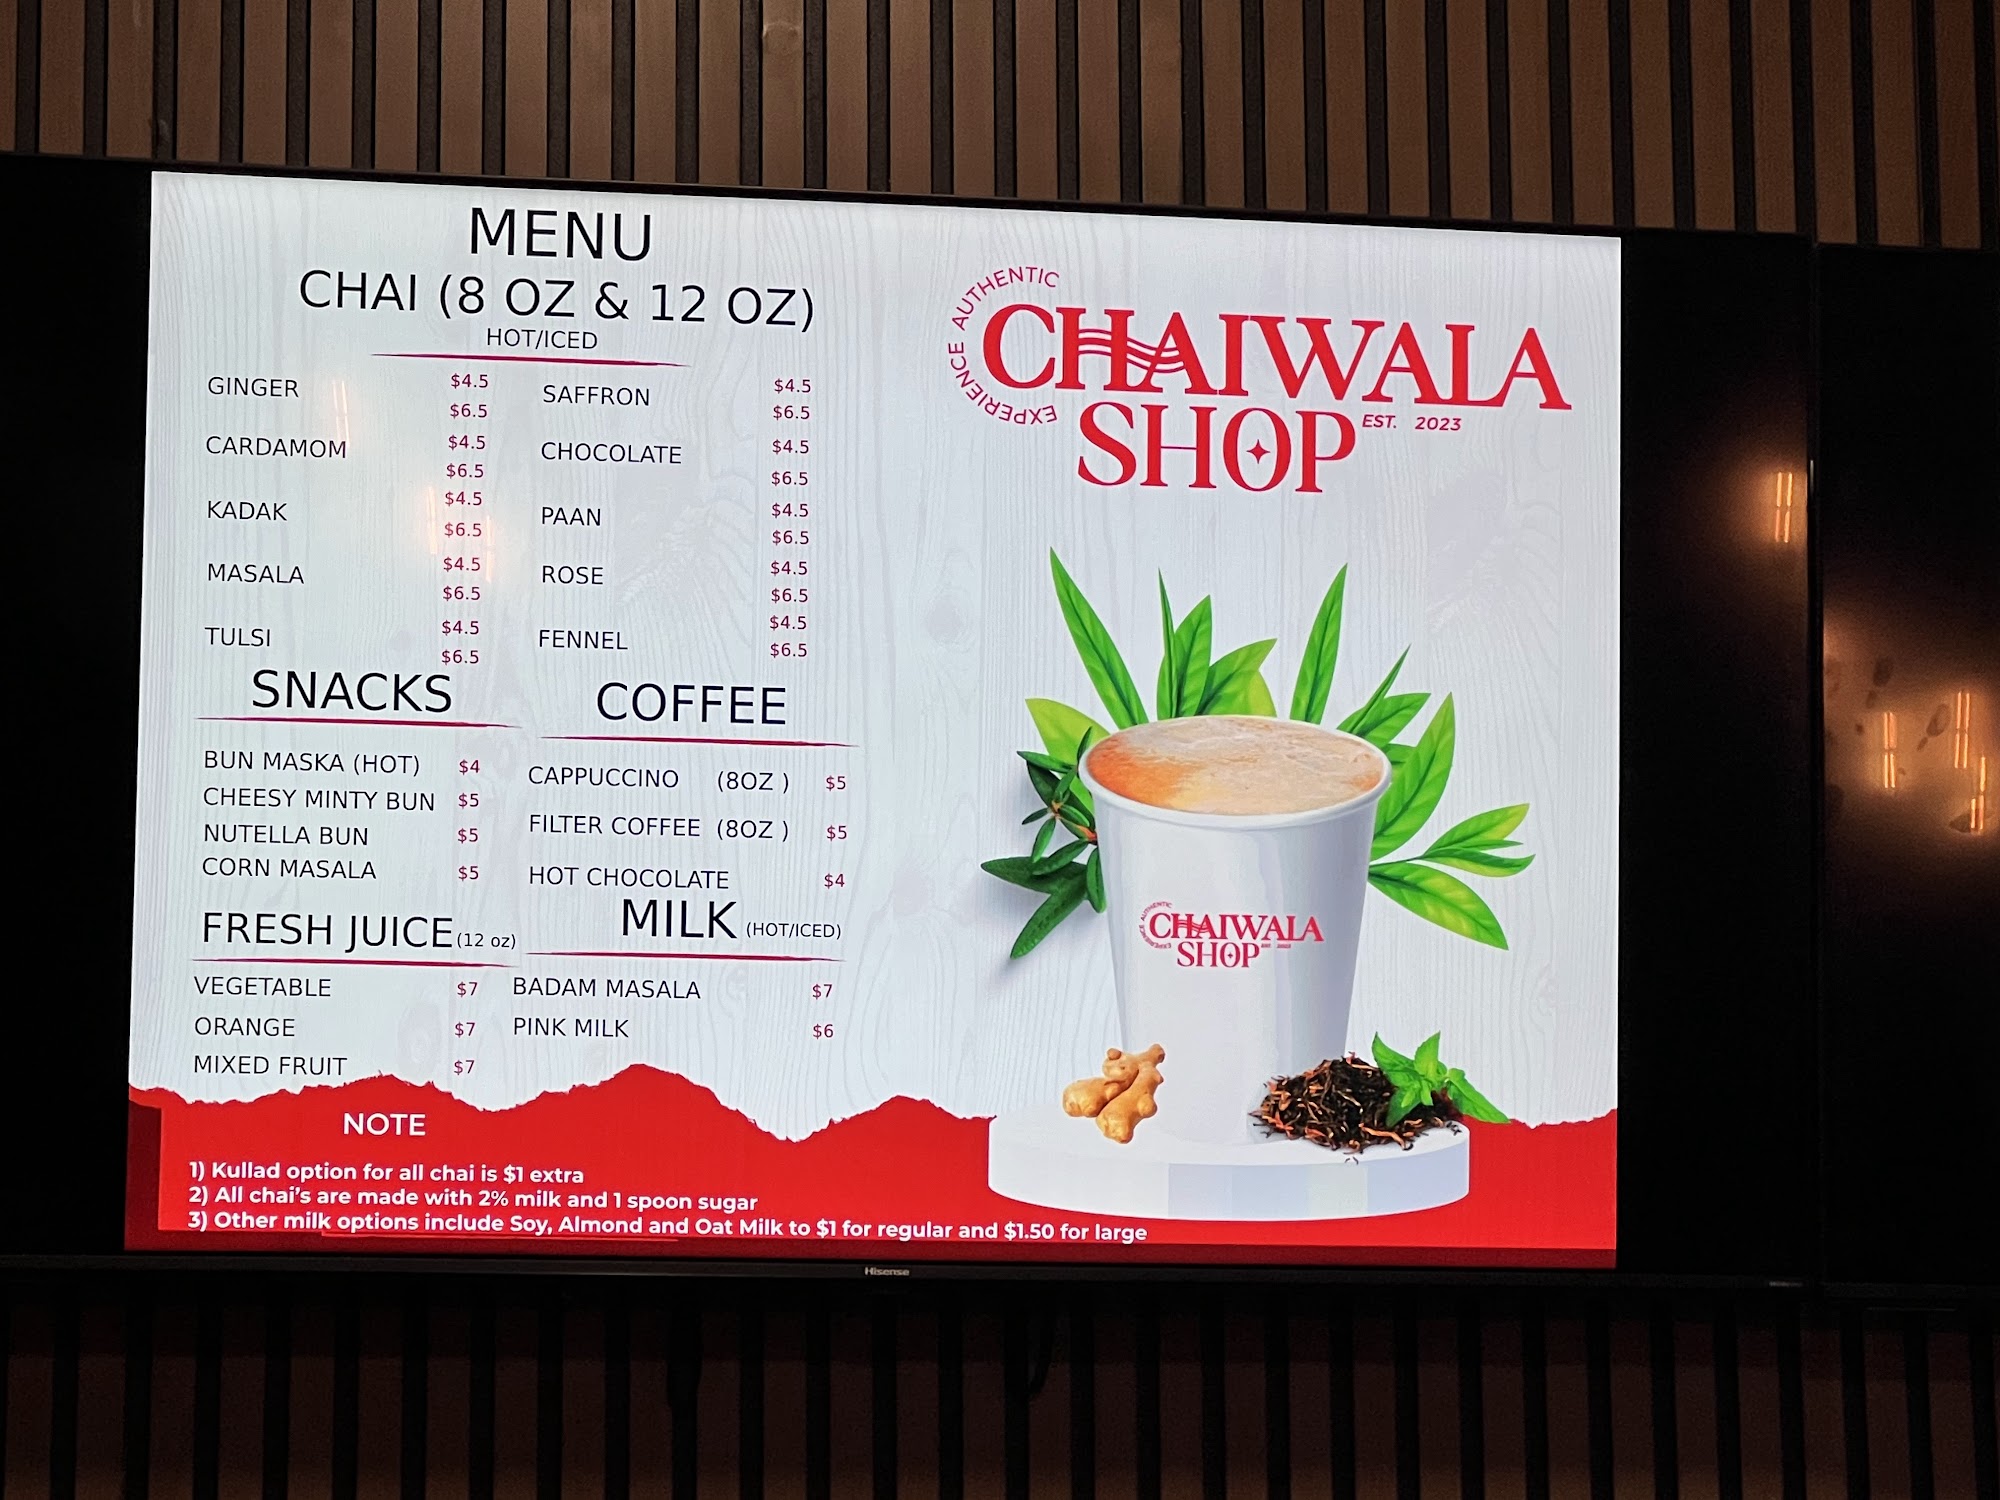 MENU
CHAI (8 OZ & 12 OZ)
HOT/ICED
GINGER $4.5
$6.5
CARDAMOM $4.5
$6.5
KADAK $4.5
$6.5
MASALA $4.5
$6.5
TULSI $4.5
$6.5
SAFFRON $4.5
$6.5
CHOCOLATE $4.5
$6.5
PAAN $4.5
$6.5
ROSE $4.5
$6.5
FENNEL $4.5
$6.5
SNACKS
BUN MASKA (HOT) $4
CHEESY MINTY BUN $5
NUTELLA BUN $5
CORN MASALA $5
COFFEE
CAPPUCCINO (8OZ ) $5
FILTER COFFEE (8OZ ) $5
HOT CHOCOLATE $4
FRESH JUICE (12 oz)
VEGETABLE $7
ORANGE $7
MIXED FRUIT $7
MILK (HOT/ICED)
BADAM MASALA $7
PINK MILK $6
NOTE
1) Kullad option for all chai is $1 extra
2) All chai's are made with 2% milk and 1 spoon sugar
3) Other milk options include Soy, Almond and Oat Milk to $1 for regular and $1.50 for large
EXPERIENCE AUTHENTIC
CHAIWALA
SHOP EST. 2023
EXPERIENCE AUTHENTIC
CHAIWALA
SHOP
Hisense